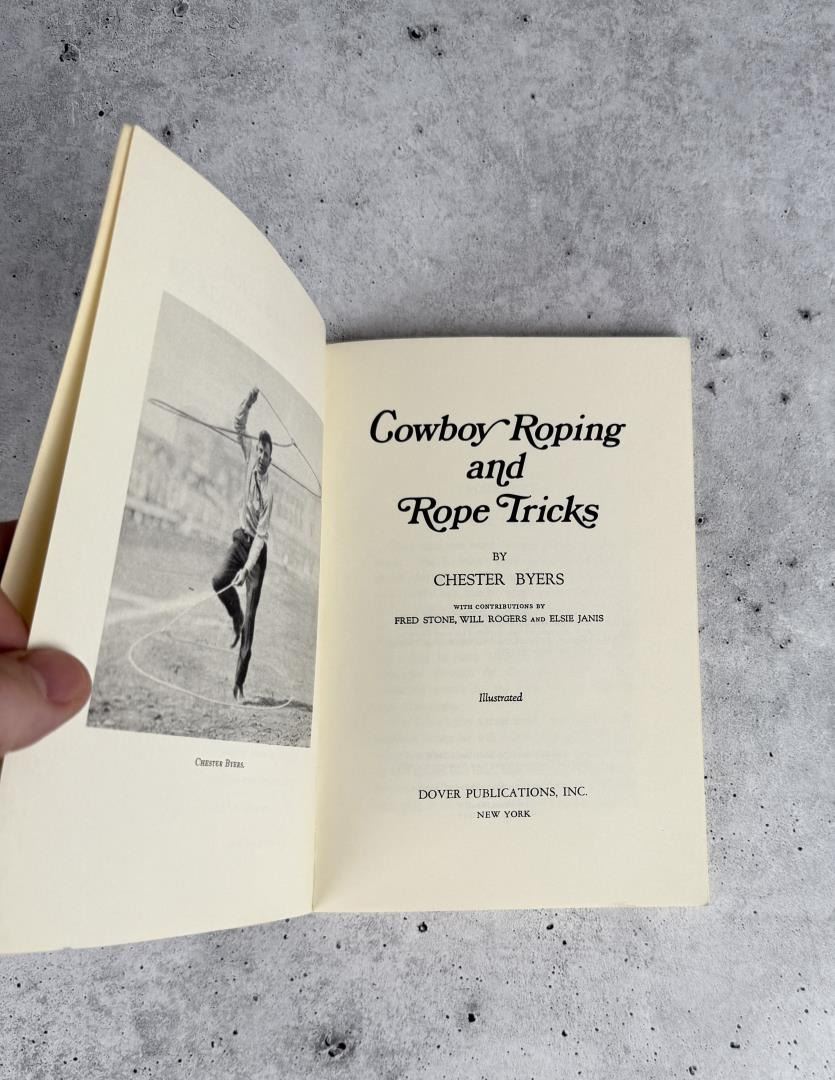 Chester Byers.
Cowboy Roping
and
Rope Tricks
BY
CHESTER BYERS
WITH CONTRIBUTIONS BY
FRED STONE, WILL ROGERS AND ELSIE JANIS
Illustrated
DOVER PUBLICATIONS, INC.
NEW YORK